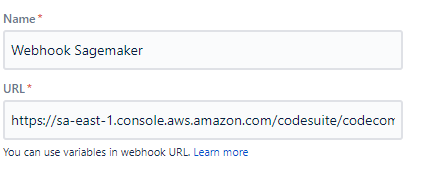 Name*
Webhook Sagemaker
URL*
https://sa-east-1.console.aws.amazon.com/codesuite/codecom
You can use variables in webhook URL. Learn more